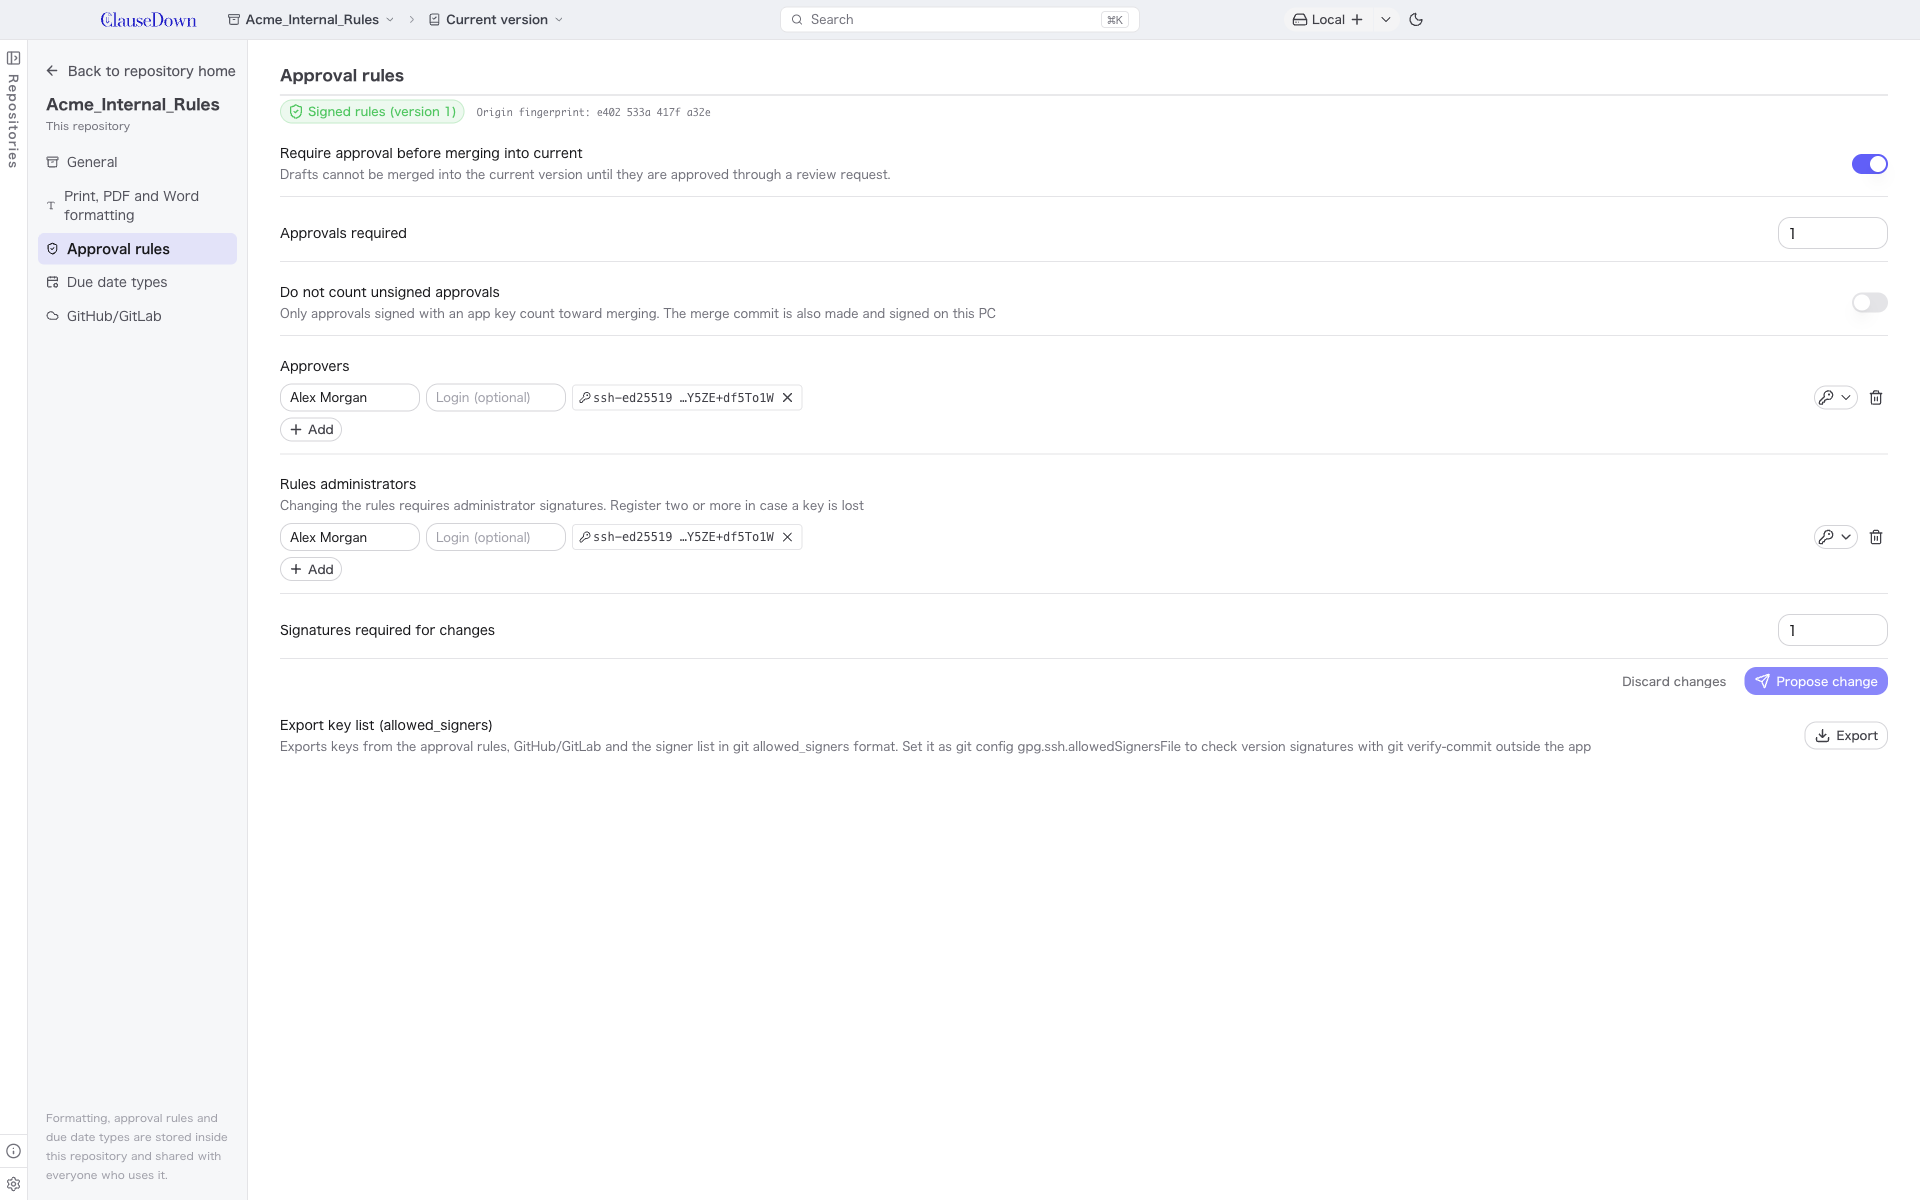 ClauseDown
Acme_Internal_Rules
Current version
Search
⌘K
Local
Repositories
Back to repository home
Acme_Internal_Rules
This repository
General
Print, PDF and Word
formatting
Approval rules
Due date types
GitHub/GitLab
Formatting, approval rules and
due date types are stored inside
this repository and shared with
everyone who uses it.
Approval rules
Signed rules (version 1)
Origin fingerprint: e402 533a 417f a32e
Require approval before merging into current
Drafts cannot be merged into the current version until they are approved through a review request.
Approvals required
1
Do not count unsigned approvals
Only approvals signed with an app key count toward merging. The merge commit is also made and signed on this PC
Approvers
Alex Morgan
Login (optional)
ssh-ed25519 …Y5ZE+df5To1W
Add
Rules administrators
Changing the rules requires administrator signatures. Register two or more in case a key is lost
Alex Morgan
Login (optional)
ssh-ed25519 …Y5ZE+df5To1W
Add
Signatures required for changes
1
Discard changes
Propose change
Export key list (allowed_signers)
Exports keys from the approval rules, GitHub/GitLab and the signer list in git allowed_signers format. Set it as git config gpg.ssh.allowedSignersFile to check version signatures with git verify-commit outside the app
Export